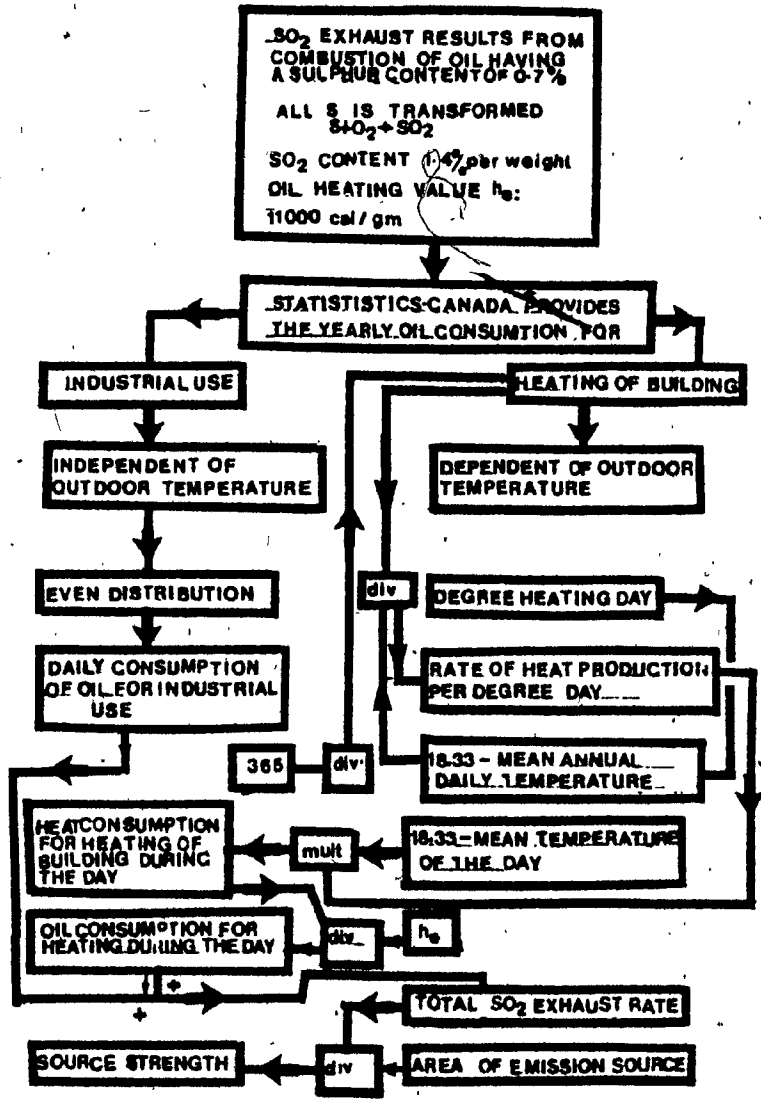 SO2 EXHAUST RESULTS FROM
COMBUSTION OF OIL HAVING
A SULPHUR CONTENT OF 0.7%
ALL S IS TRANSFORMED
S+O2→SO2
SO2 CONTENT 1.4% per weight
OIL HEATING VALUE he:
11000 cal/gm
STATISTISTICS-CANADA PROVIDES
THE YEARLY OIL CONSUMTION FOR
INDUSTRIAL USE
HEATING OF BUILDING
INDEPENDENT OF
OUTDOOR TEMPERATURE
DEPENDENT OF OUTDOOR
TEMPERATURE
EVEN DISTRIBUTION
div
DEGREE HEATING DAY
DAILY CONSUMPTION
OF OIL FOR INDUSTRIAL
USE
RATE OF HEAT PRODUCTION
PER DEGREE DAY
365
div
18.33 - MEAN ANNUAL
DAILY TEMPERATURE
HEAT CONSUMPTION
FOR HEATING OF
BUILDING DURING
THE DAY
mult
18.33-MEAN TEMPERATURE
OF THE DAY
OIL CONSUMPTION FOR
HEATING DURING THE DAY
div
he
+
+
TOTAL SO2 EXHAUST RATE
SOURCE STRENGTH
div
AREA OF EMISSION SOURCE